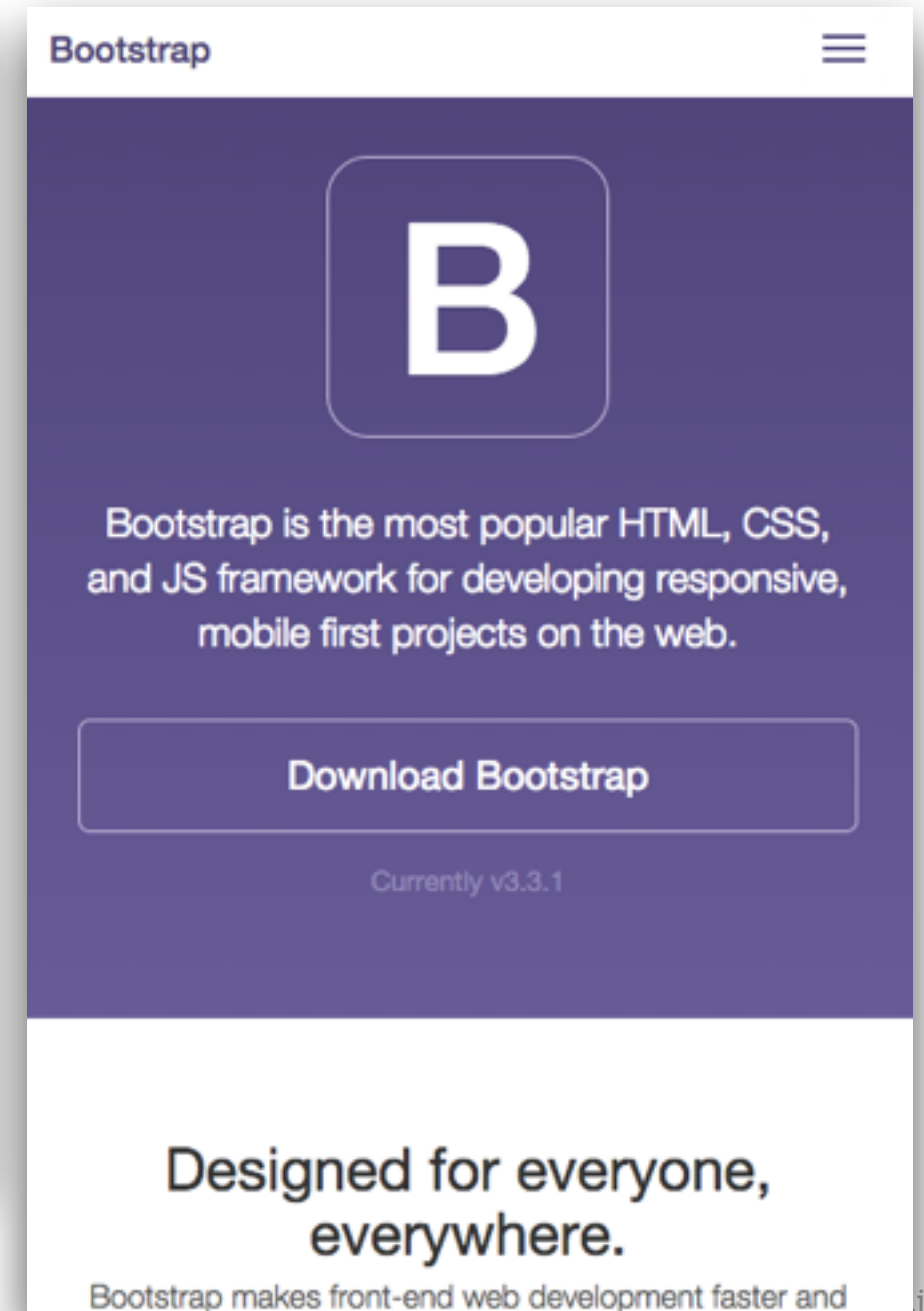 Bootstrap
B
Bootstrap is the most popular HTML, CSS,
and JS framework for developing responsive,
mobile first projects on the web.
Download Bootstrap
Currently v3.3.1
Designed for everyone,
everywhere.
Bootstrap makes front-end web development faster and